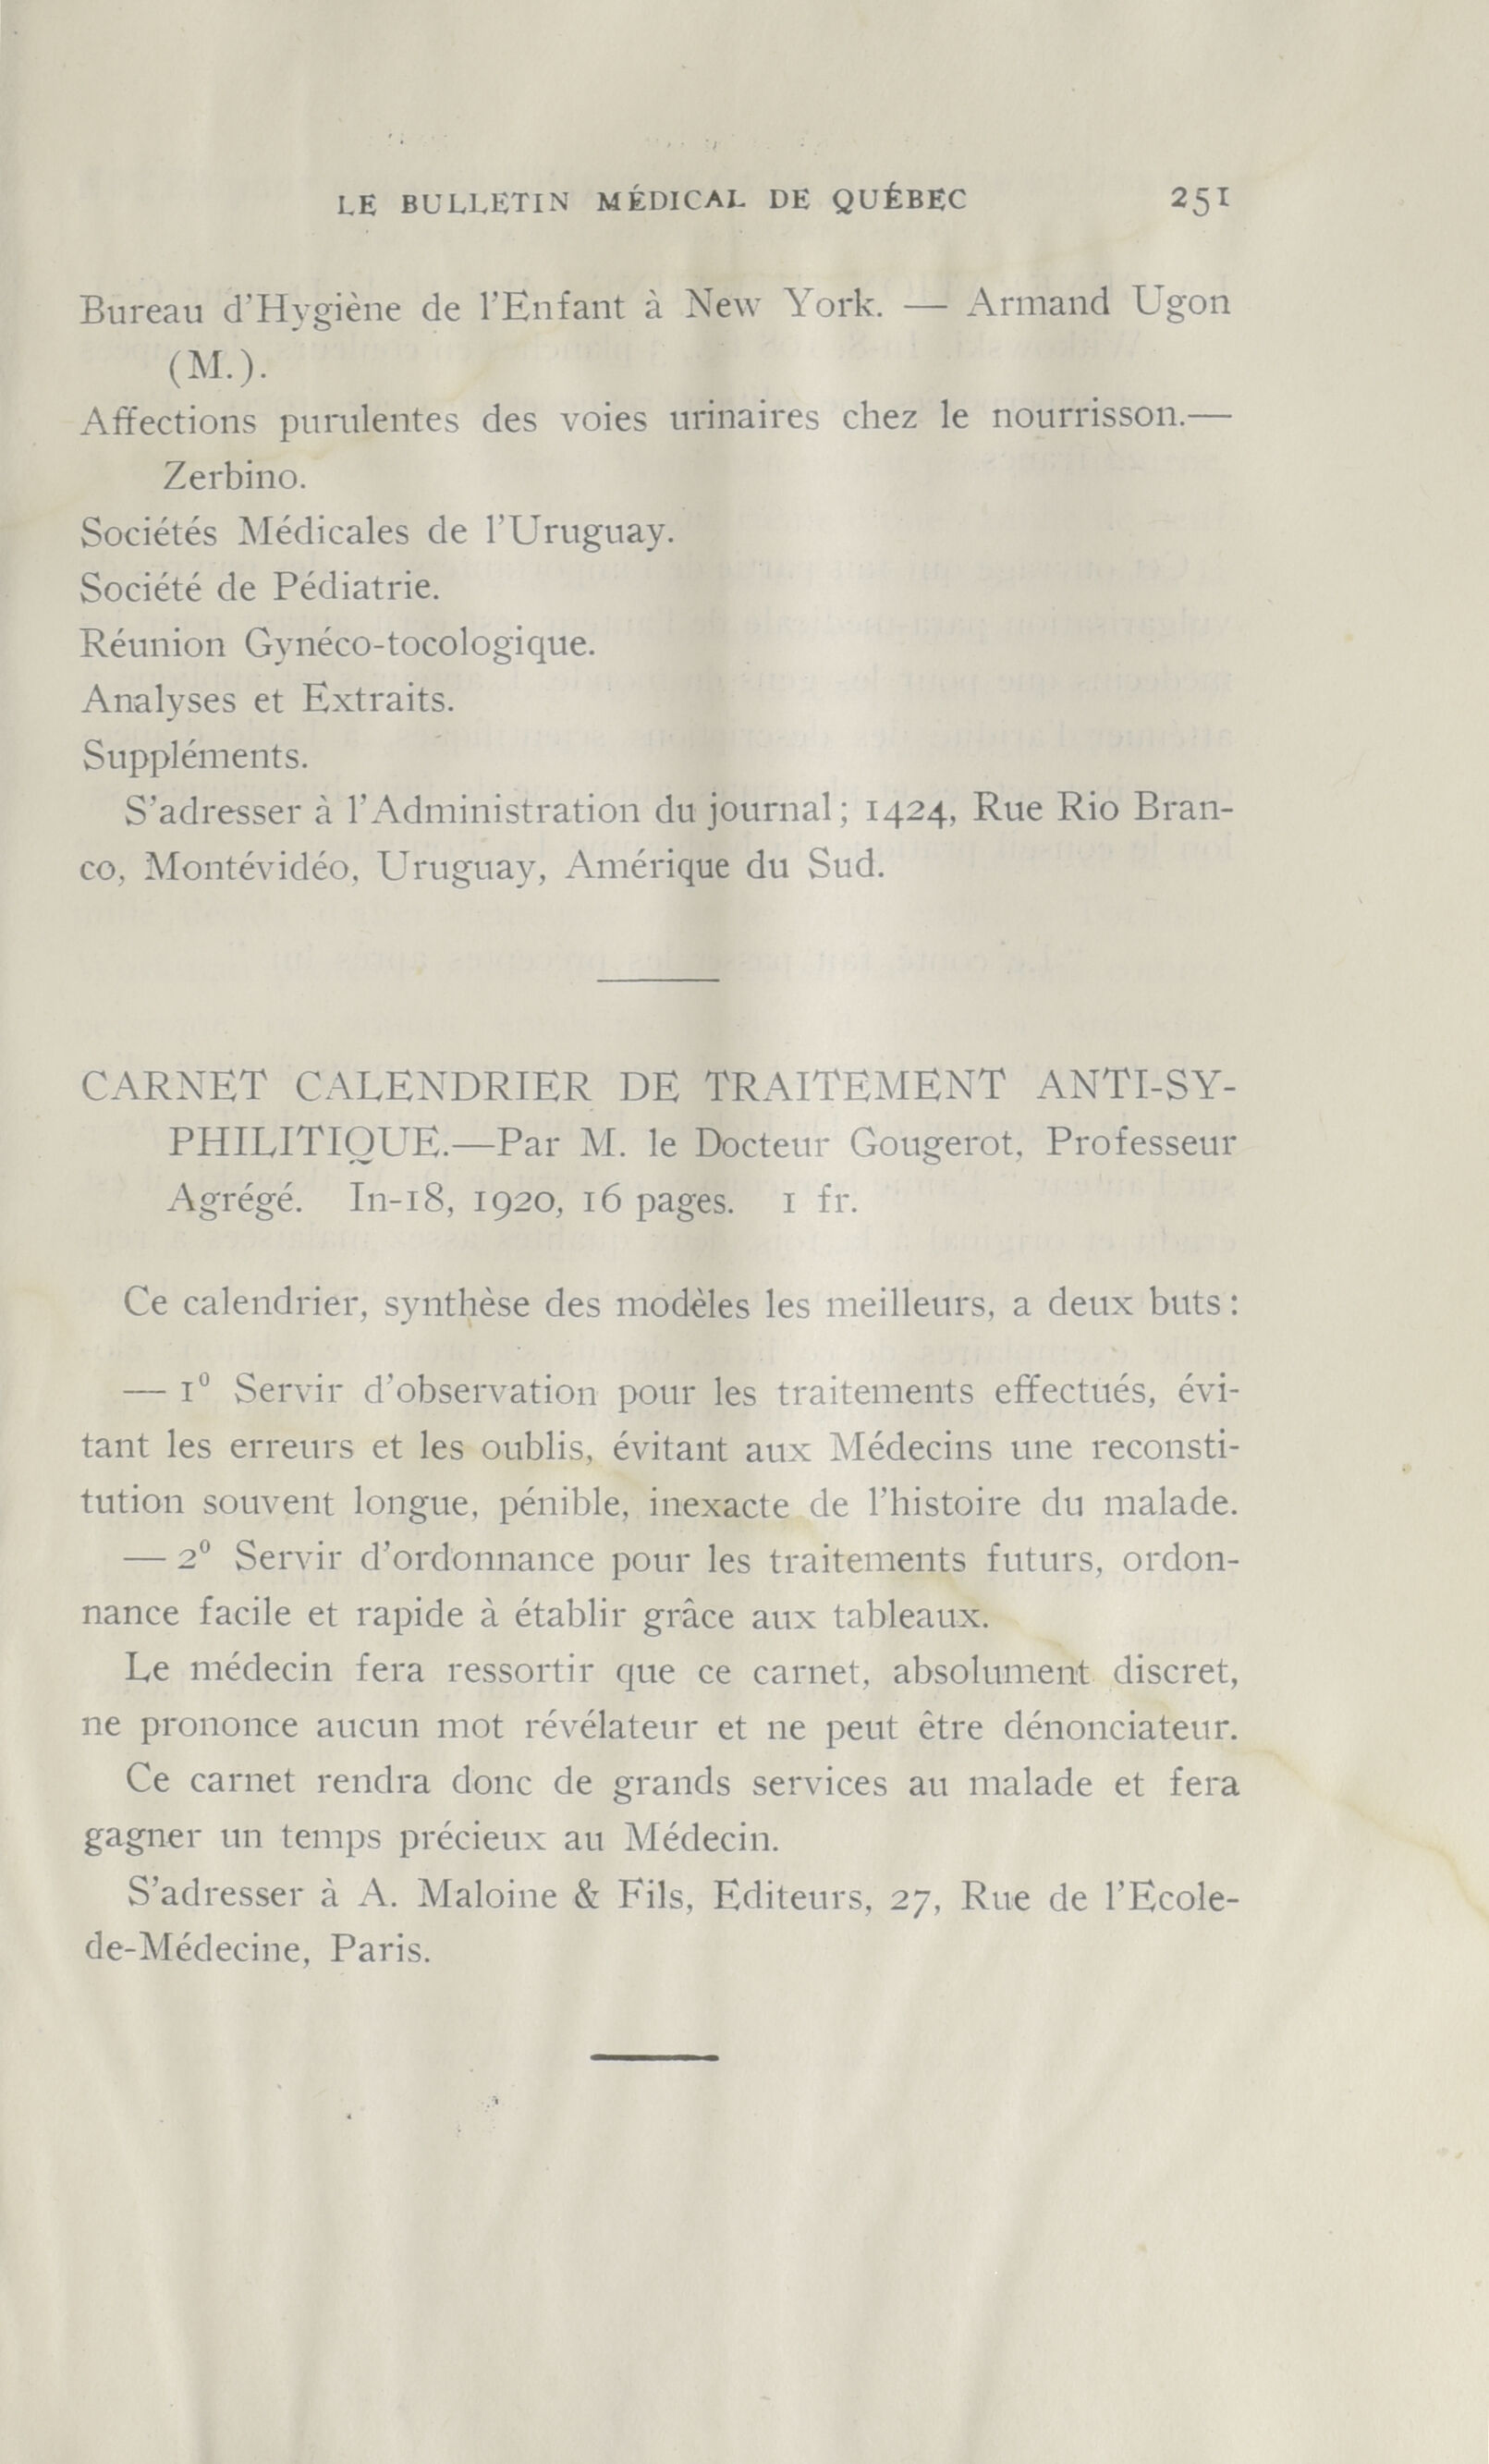 LE BULLETIN MÉDICAL DE QUÉBEC 251
Bureau d'Hygiène de l'Enfant à New York. — Armand Ugon
(M.).
Affections purulentes des voies urinaires chez le nourrisson.—
Zerbino.
Sociétés Médicales de l'Uruguay.
Société de Pédiatrie.
Réunion Gynéco-tocologique.
Analyses et Extraits.
Suppléments.
S'adresser à l'Administration du journal; 1424, Rue Rio Bran-
co, Montévidéo, Uruguay, Amérique du Sud.
CARNET CALENDRIER DE TRAITEMENT ANTI-SY-
PHILITIQUE.—Par M. le Docteur Gougerot, Professeur
Agrégé. In-18, 1920, 16 pages. 1 fr.
Ce calendrier, synthèse des modèles les meilleurs, a deux buts:
— 1⁰ Servir d'observation pour les traitements effectués, évi-
tant les erreurs et les oublis, évitant aux Médecins une reconsti-
tution souvent longue, pénible, inexacte de l'histoire du malade.
— 2⁰ Servir d'ordonnance pour les traitements futurs, ordon-
nance facile et rapide à établir grâce aux tableaux.
Le médecin fera ressortir que ce carnet, absolument discret,
ne prononce aucun mot révélateur et ne peut être dénonciateur.
Ce carnet rendra donc de grands services au malade et fera
gagner un temps précieux au Médecin.
S'adresser à A. Maloine & Fils, Editeurs, 27, Rue de l'Ecole-
de-Médecine, Paris.